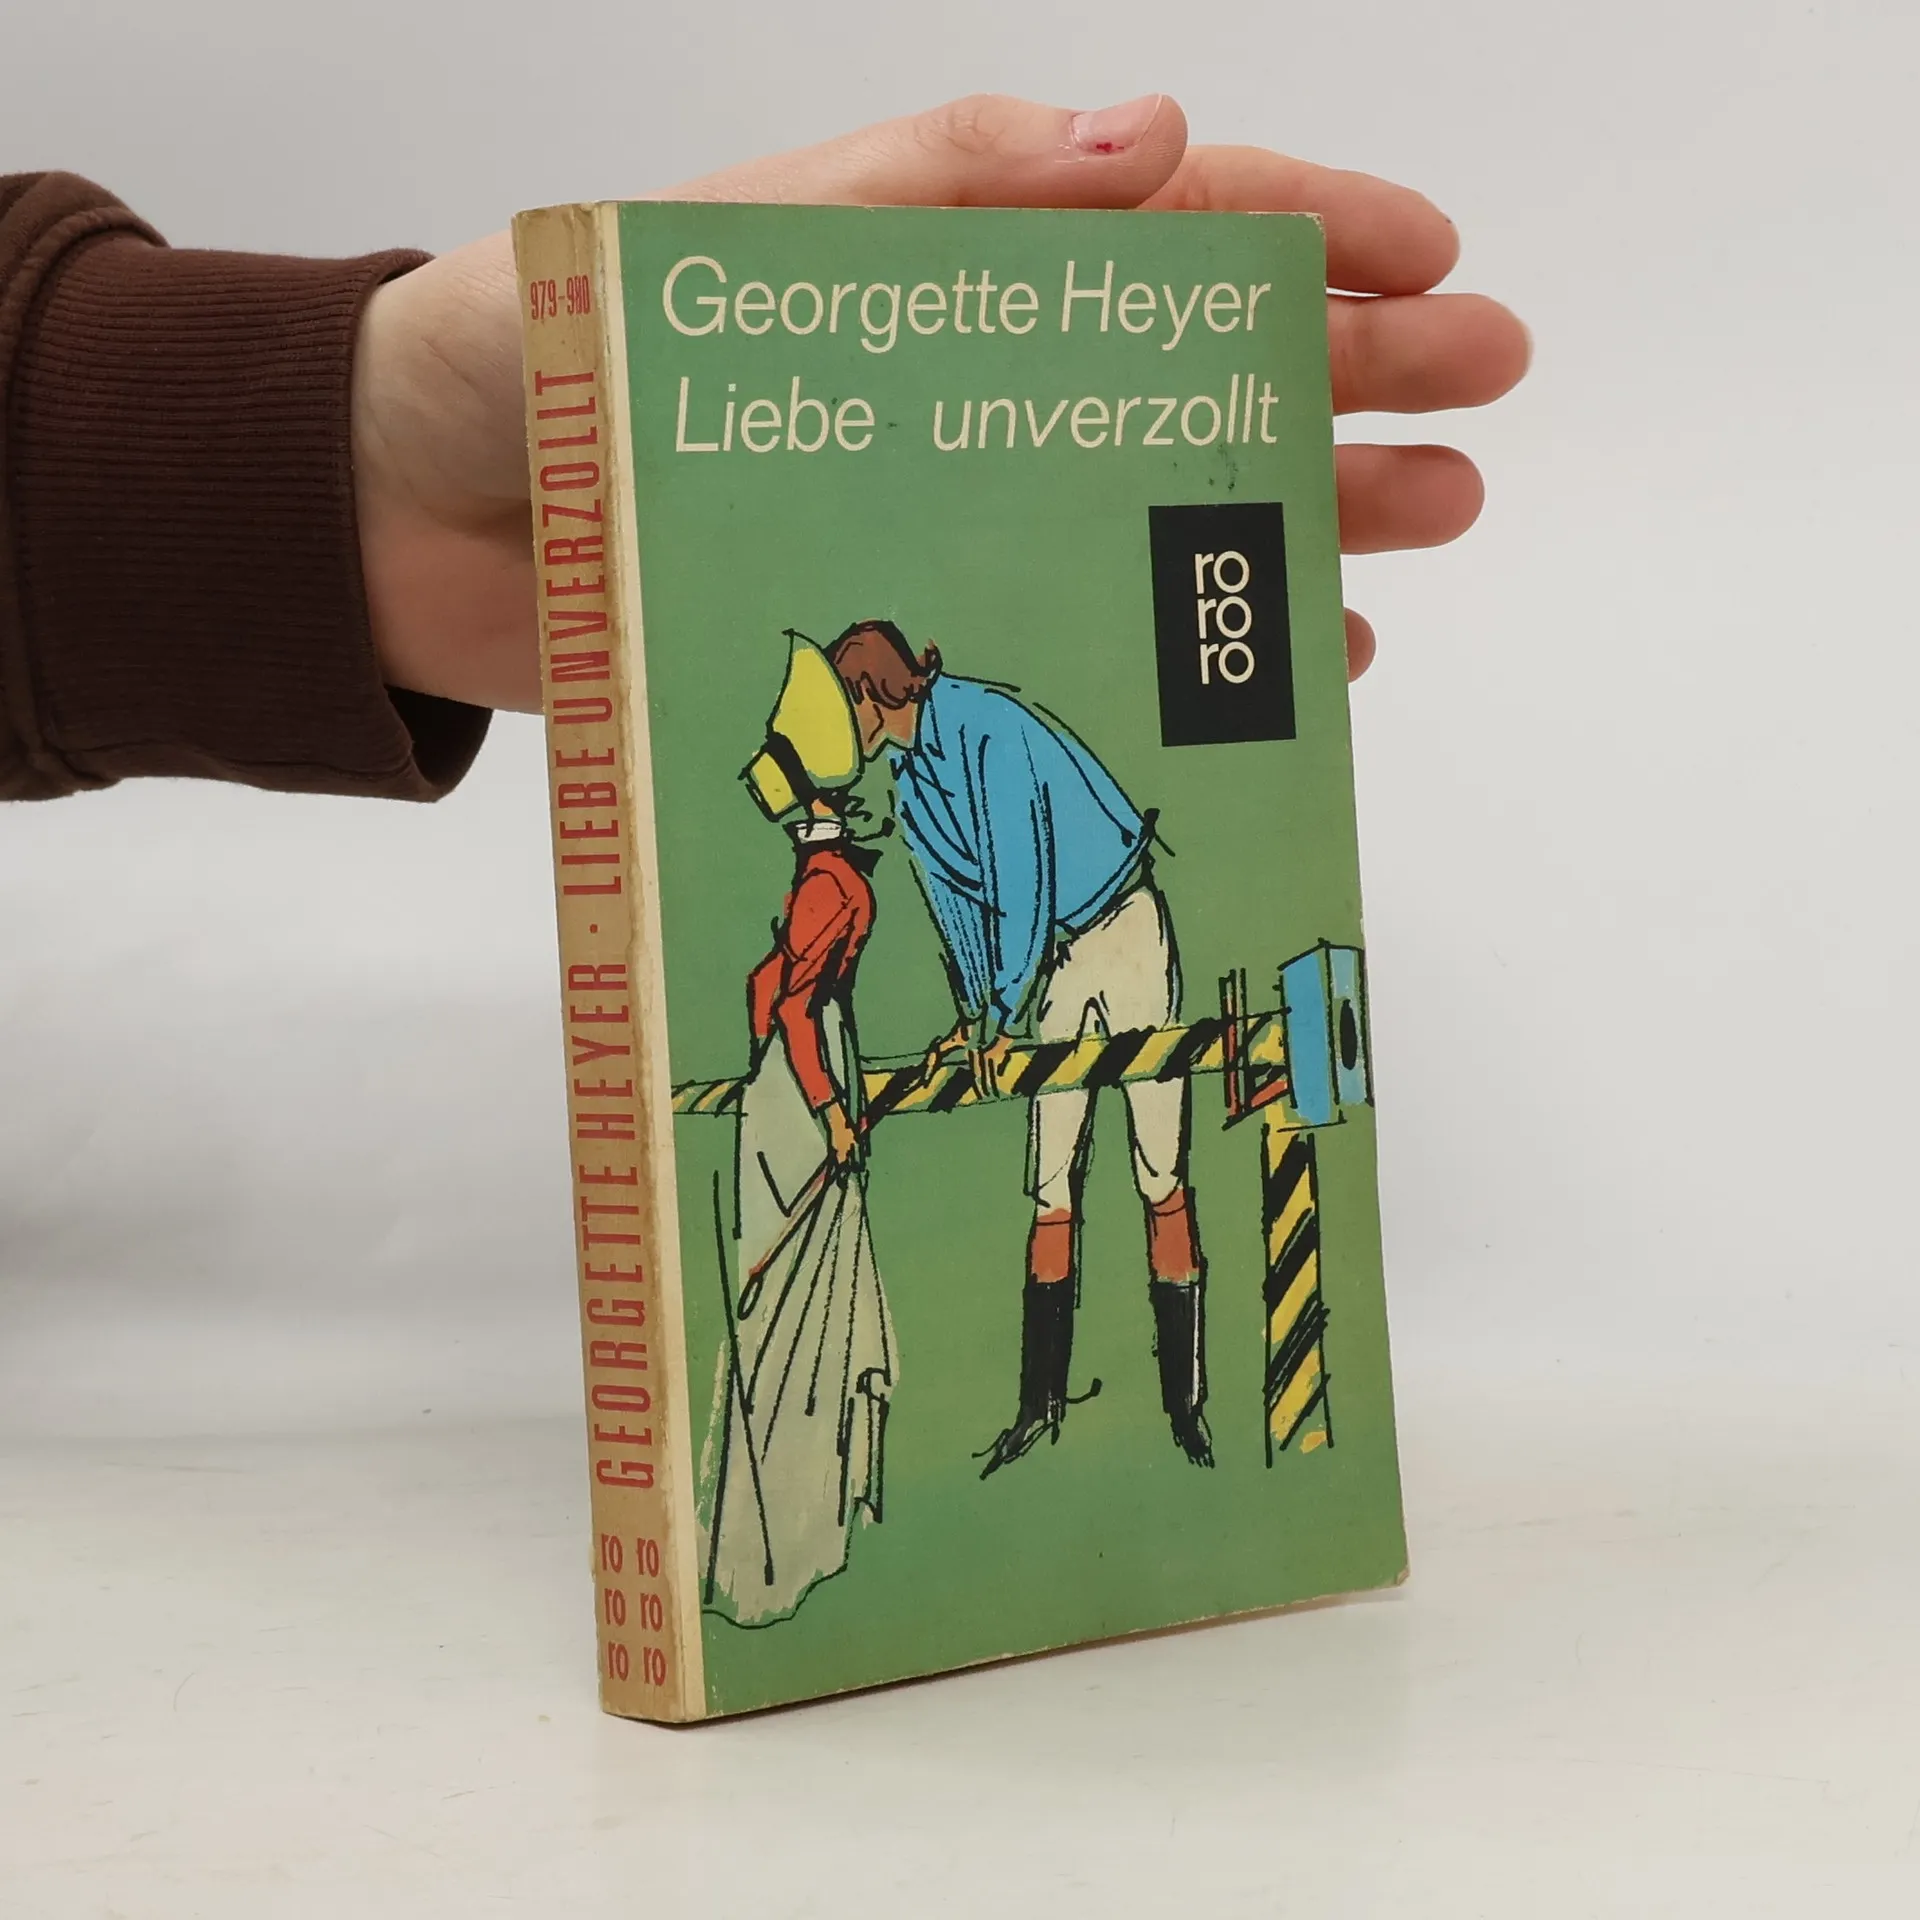 Georgette Heyer
Liebe unverzollt
ro
ro
ro
979-980
GEORGETTE HEYER · LIEBE UNVERZOLLT
ro ro
ro ro
ro ro